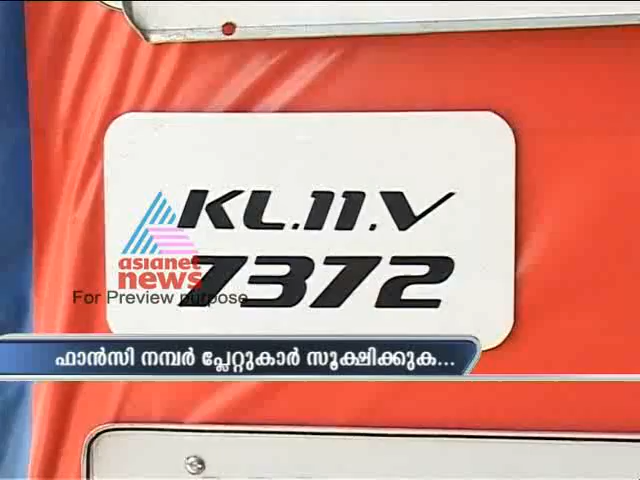 KL.11.V
7372
asianet
news
For Preview purpose
ഫാൻസി നമ്പർ പ്ലേറ്റുകാർ സൂക്ഷിക്കുക...